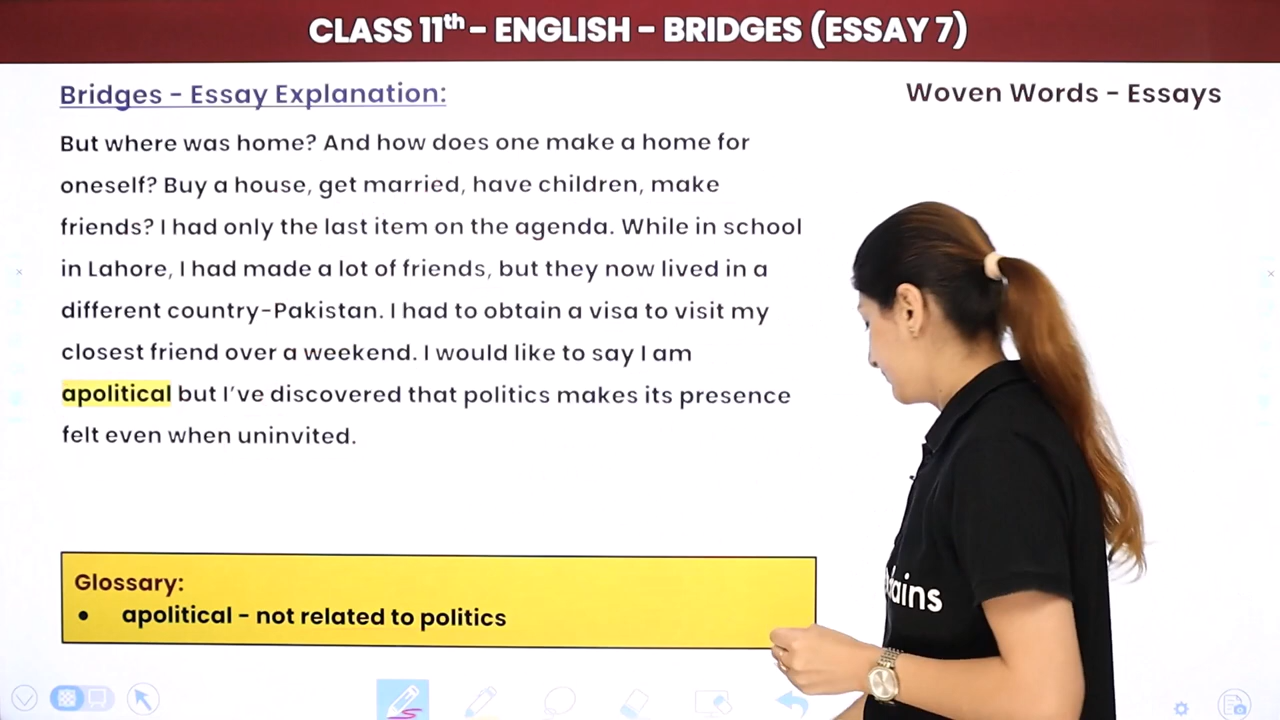 CLASS 11th - ENGLISH - BRIDGES (ESSAY 7)
Bridges - Essay Explanation:
Woven Words - Essays
But where was home? And how does one make a home for
oneself? Buy a house, get married, have children, make
friends? I had only the last item on the agenda. While in school
in Lahore, I had made a lot of friends, but they now lived in a
different country-Pakistan. I had to obtain a visa to visit my
closest friend over a weekend. I would like to say I am
apolitical but I've discovered that politics makes its presence
felt even when uninvited.
Glossary:
• apolitical - not related to politics